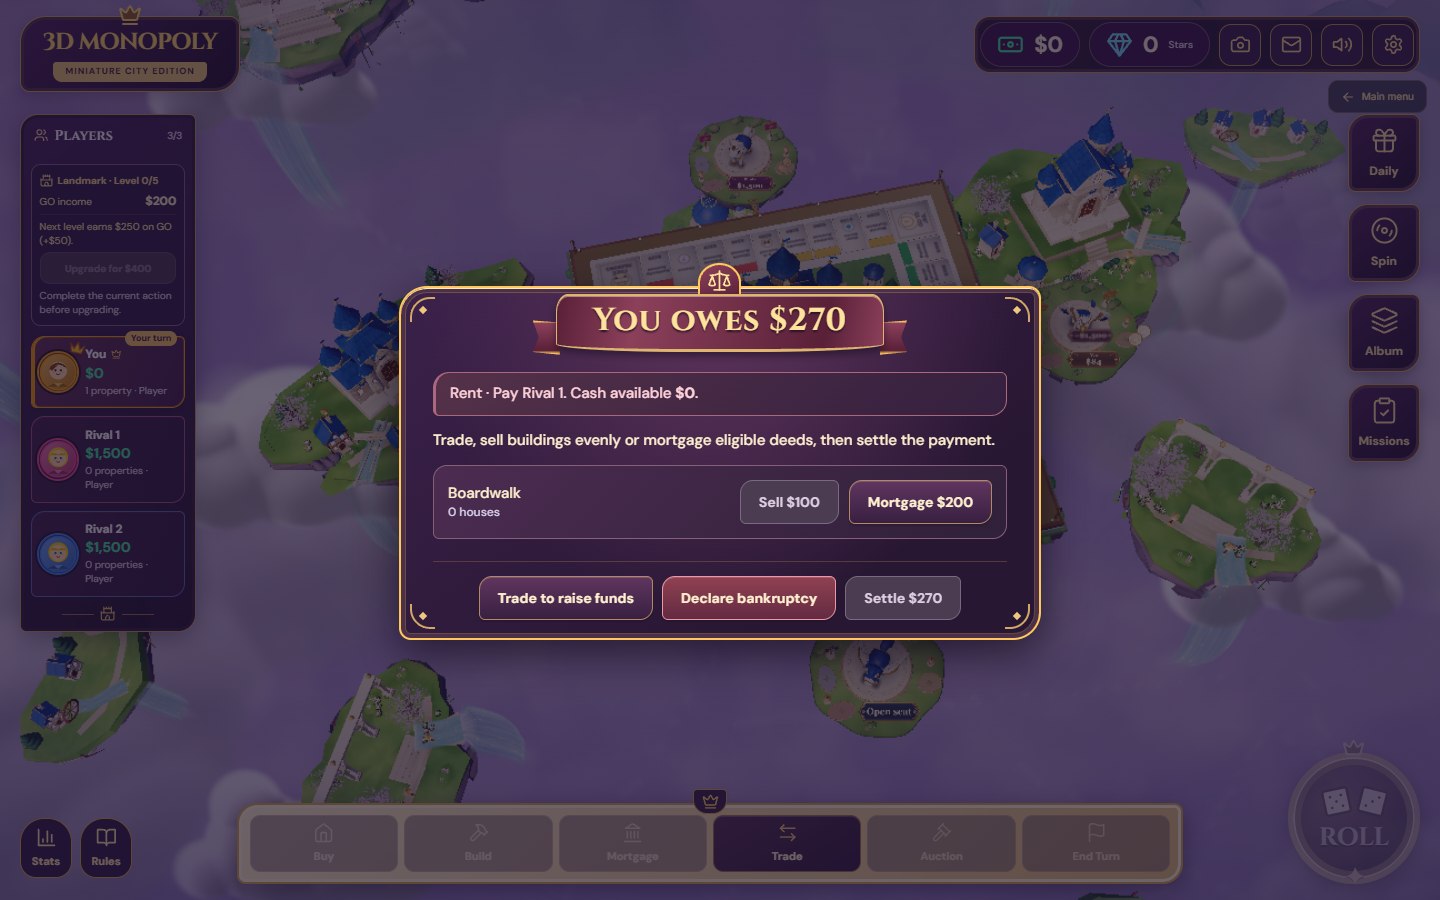 3D MONOPOLY
MINIATURE CITY EDITION
$0
0 Stars
Main menu
PLAYERS 3/3
Landmark · Level 0/5
GO income $200
Next level earns $250 on GO
(+$50).
Upgrade for $400
Complete the current action
before upgrading.
Your turn
You
$0
1 property · Player
Rival 1
$1,500
0 properties ·
Player
Rival 2
$1,500
0 properties ·
Player
Daily
Spin
Album
Missions
YOU OWES $270
Rent · Pay Rival 1. Cash available $0.
Trade, sell buildings evenly or mortgage eligible deeds, then settle the payment.
Boardwalk
0 houses
Sell $100
Mortgage $200
Trade to raise funds
Declare bankruptcy
Settle $270
You
$84
Open seat
Stats
Rules
Buy
Build
Mortgage
Trade
Auction
End Turn
ROLL